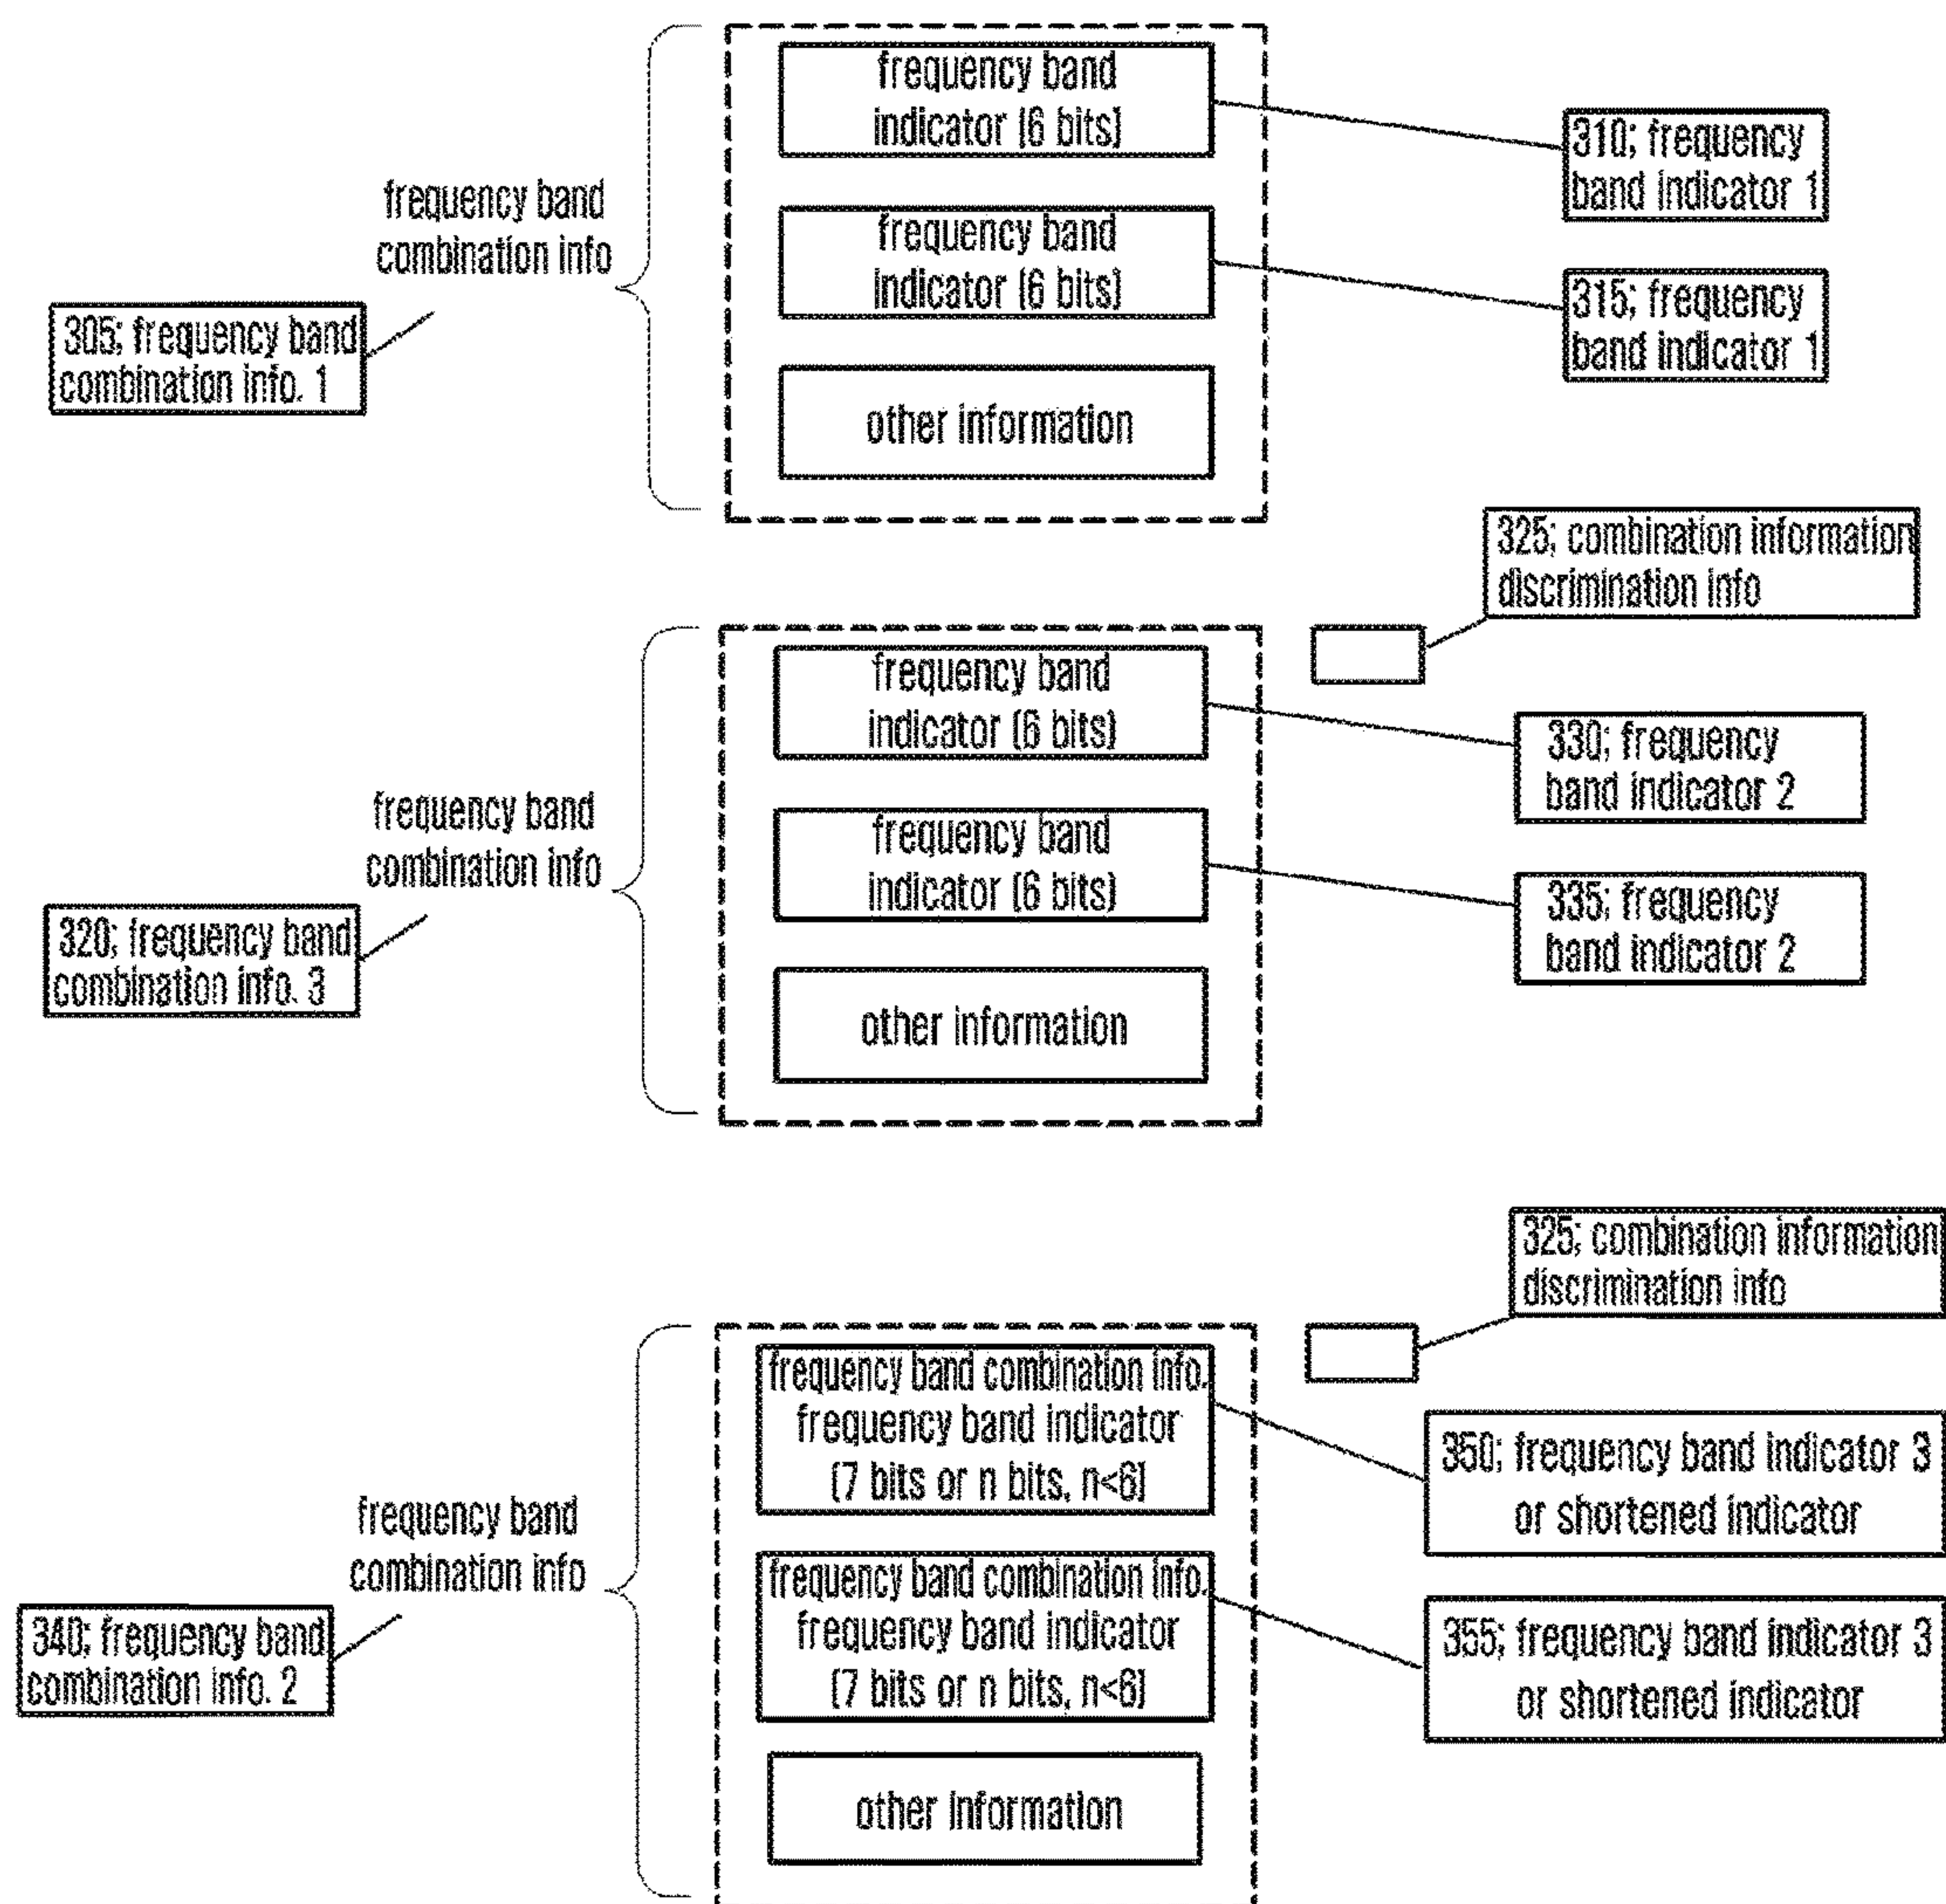 frequency band
indicator (6 bits)
310; frequency
band indicator 1
frequency band
combination info
frequency band
indicator (6 bits)
315; frequency
band indicator 1
305; frequency band
combination info. 1
other information
325; combination information
discrimination info
frequency band
indicator (6 bits)
330; frequency
band indicator 2
frequency band
combination info
frequency band
indicator (6 bits)
335; frequency
band indicator 2
320; frequency band
combination info. 3
other information
325; combination information
discrimination info
frequency band combination info.
frequency band indicator
(7 bits or n bits, n<6)
350; frequency band indicator 3
or shortened indicator
frequency band
combination info
frequency band combination info.
frequency band indicator
(7 bits or n bits, n<6)
355; frequency band indicator 3
or shortened indicator
340; frequency band
combination info. 2
other information